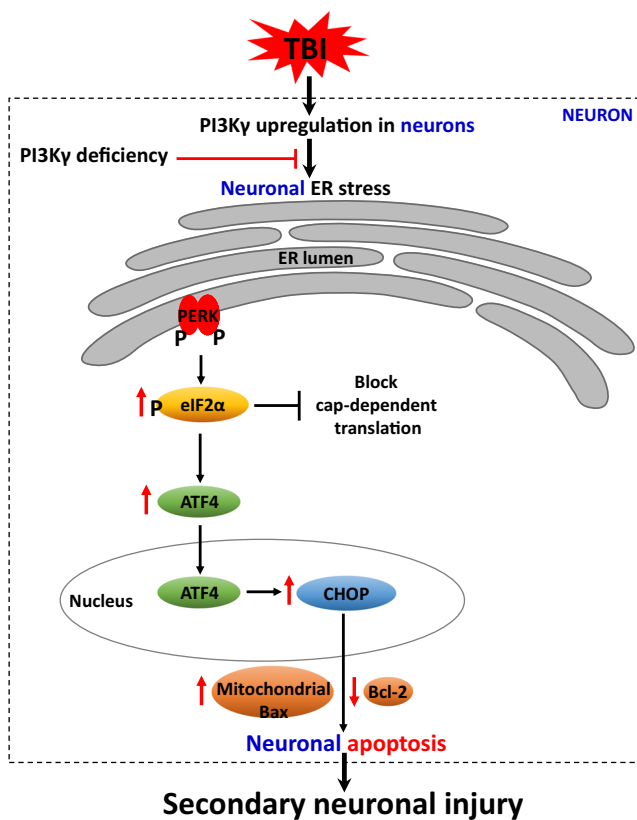 TBI
NEURON
PI3Kγ upregulation in neurons
PI3Kγ deficiency
Neuronal ER stress
ER lumen
PERK
P P
P eIF2α
Block
cap-dependent
translation
ATF4
Nucleus
ATF4
CHOP
Mitochondrial
Bax
Bcl-2
Neuronal apoptosis
Secondary neuronal injury